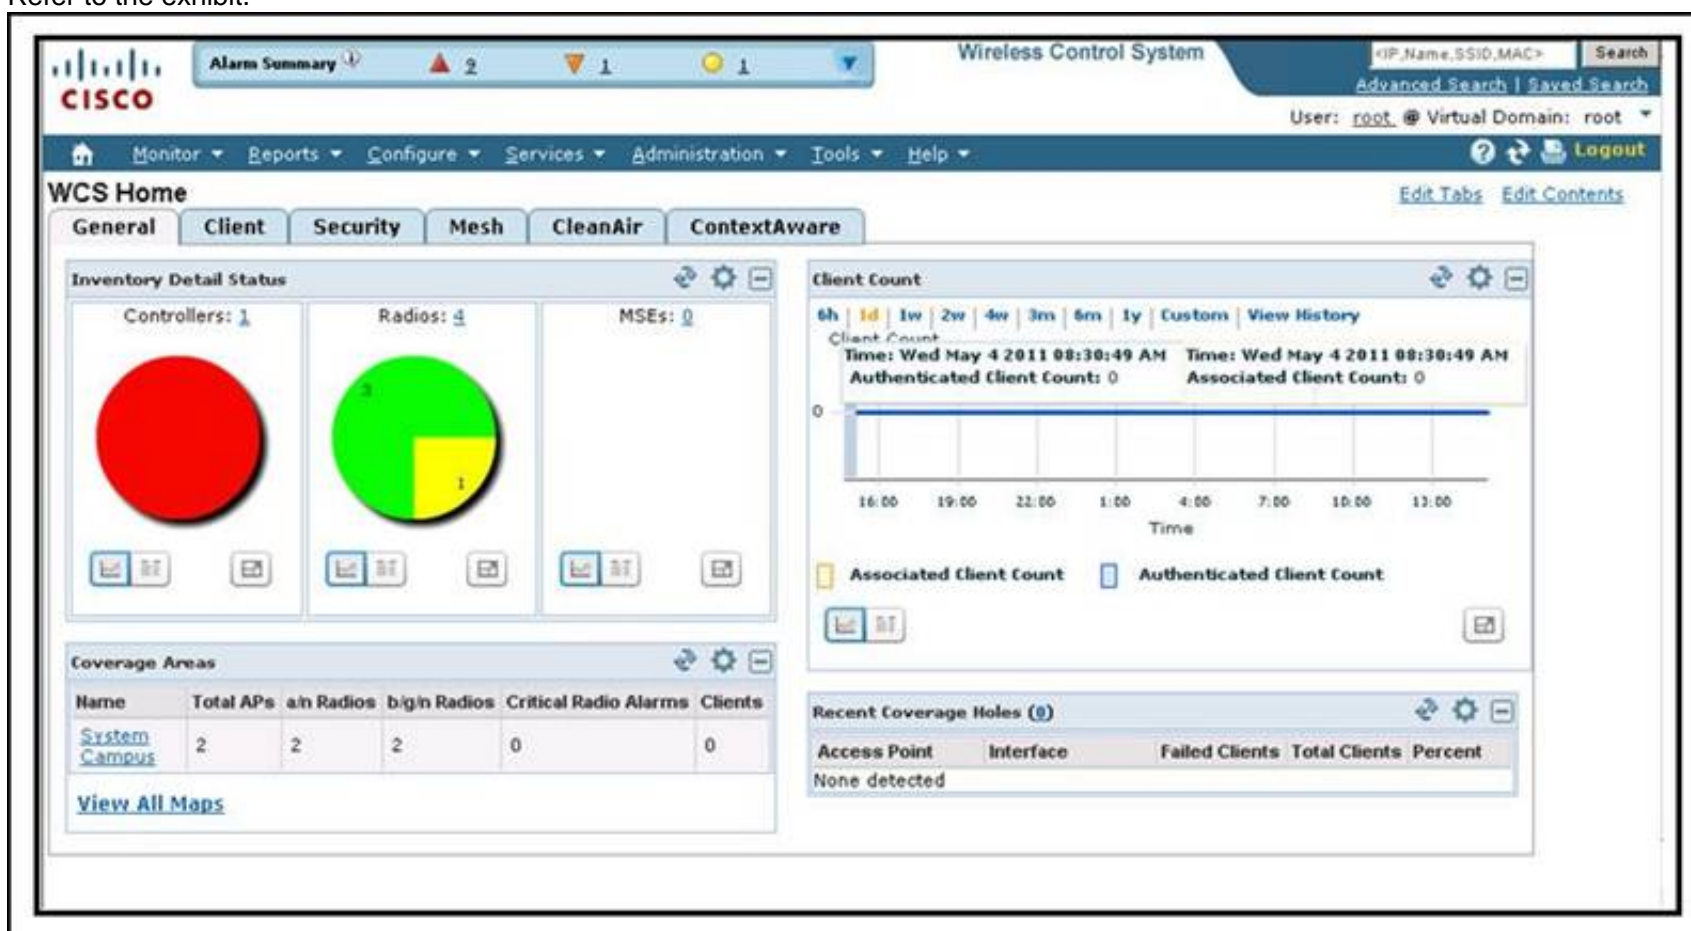 Refer to the exhibit.
CISCO
Alarm Summary
2
1
1
Wireless Control System
<IP,Name,SSID,MAC>
Search
Advanced Search | Saved Search
User: root @ Virtual Domain: root
Monitor Reports Configure Services Administration Tools Help
Logout
WCS Home
Edit Tabs Edit Contents
General Client Security Mesh CleanAir ContextAware
Inventory Detail Status
Controllers: 1
Radios: 4
MSEs: 0
3
1
Client Count
6h | 1d | 1w | 2w | 4w | 3m | 6m | 1y | Custom | View History
Client Count
Time: Wed May 4 2011 08:30:49 AM Time: Wed May 4 2011 08:30:49 AM
Authenticated Client Count: 0 Associated Client Count: 0
0
16:00 19:00 22:00 1:00 4:00 7:00 10:00 13:00
Time
Associated Client Count Authenticated Client Count
Coverage Areas
Name Total APs a/n Radios b/g/n Radios Critical Radio Alarms Clients
System Campus 2 2 2 0 0
View All Maps
Recent Coverage Holes (0)
Access Point Interface Failed Clients Total Clients Percent
None detected